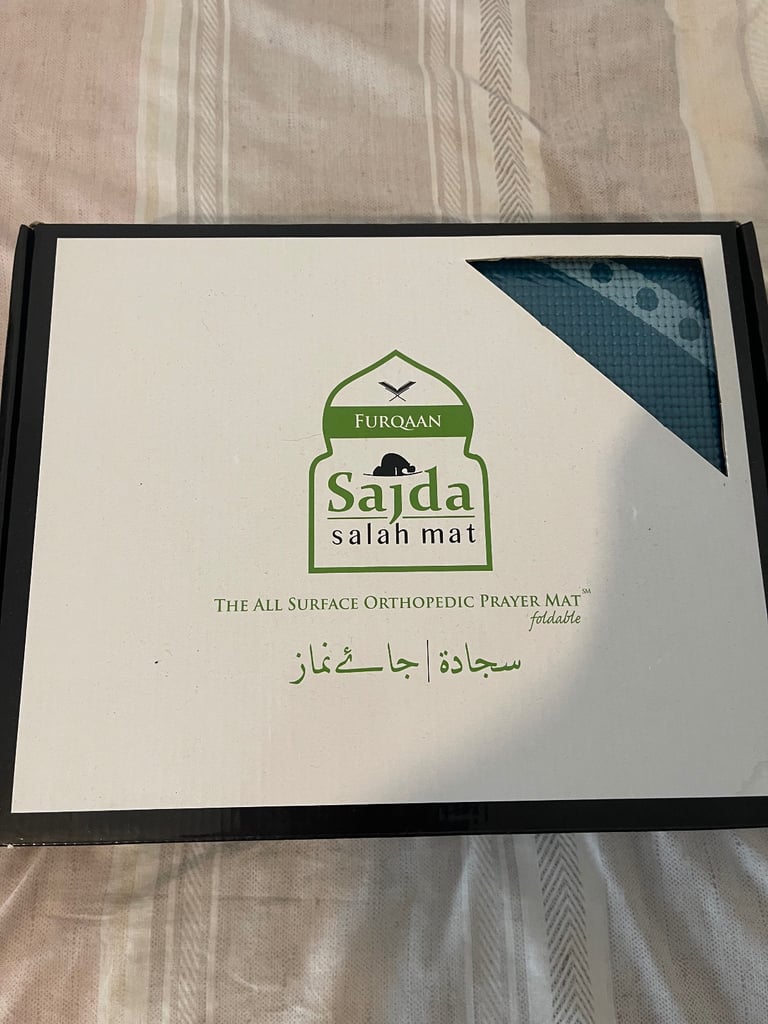 FURQAAN
Sajda
salah mat
THE ALL SURFACE ORTHOPEDIC PRAYER MAT℠
foldable
سجادة | جائے نماز